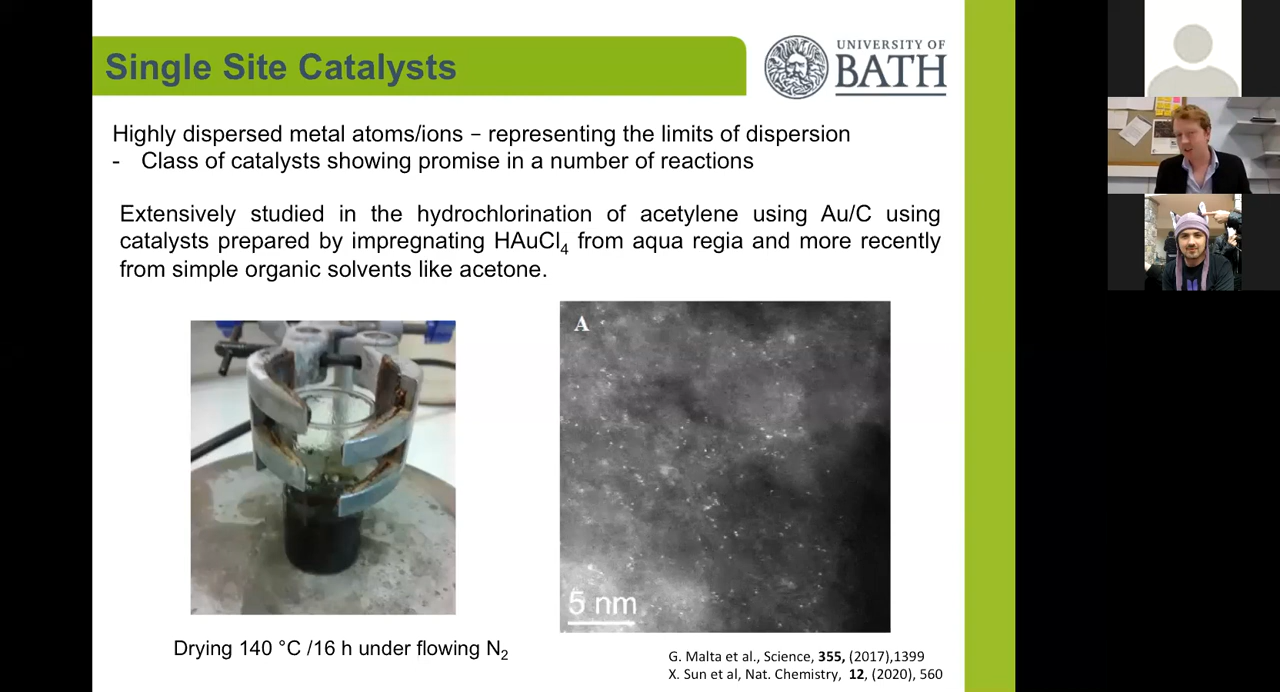 Single Site Catalysts
UNIVERSITY OF
BATH
Highly dispersed metal atoms/ions – representing the limits of dispersion
- Class of catalysts showing promise in a number of reactions
Extensively studied in the hydrochlorination of acetylene using Au/C using
catalysts prepared by impregnating HAuCl₄ from aqua regia and more recently
from simple organic solvents like acetone.
A
5 nm
Drying 140 °C /16 h under flowing N₂
G. Malta et al., Science, 355, (2017),1399
X. Sun et al, Nat. Chemistry, 12, (2020), 560